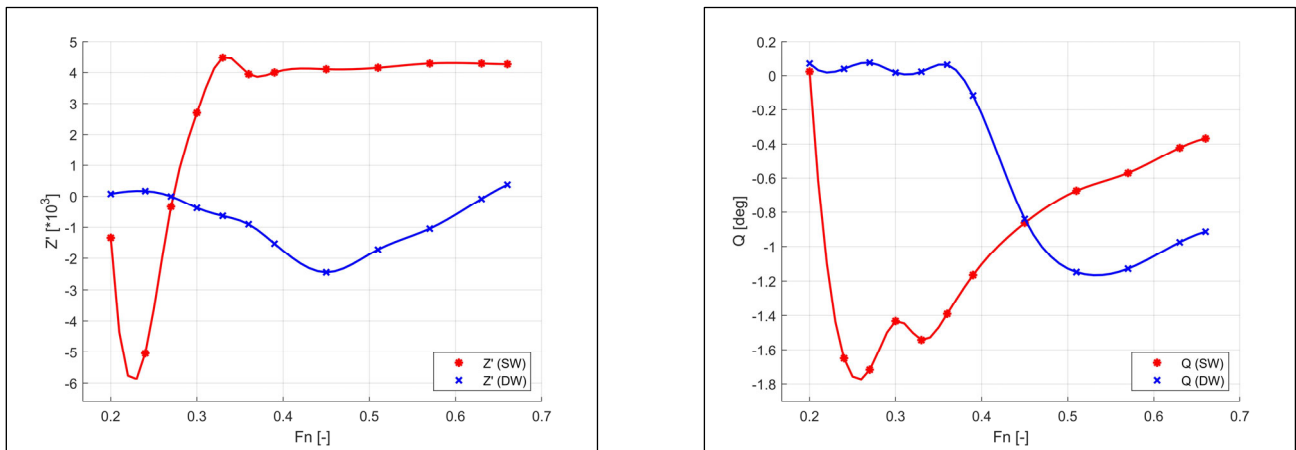 5
4
3
2
1
0
-1
-2
-3
-4
-5
-6
Z' [*10^3]
0.2 0.3 0.4 0.5 0.6 0.7
Fn [-]
Z' (SW)
Z' (DW)
0.2
0
-0.2
-0.4
-0.6
-0.8
-1
-1.2
-1.4
-1.6
-1.8
Q [deg]
0.2 0.3 0.4 0.5 0.6 0.7
Fn [-]
Q (SW)
Q (DW)